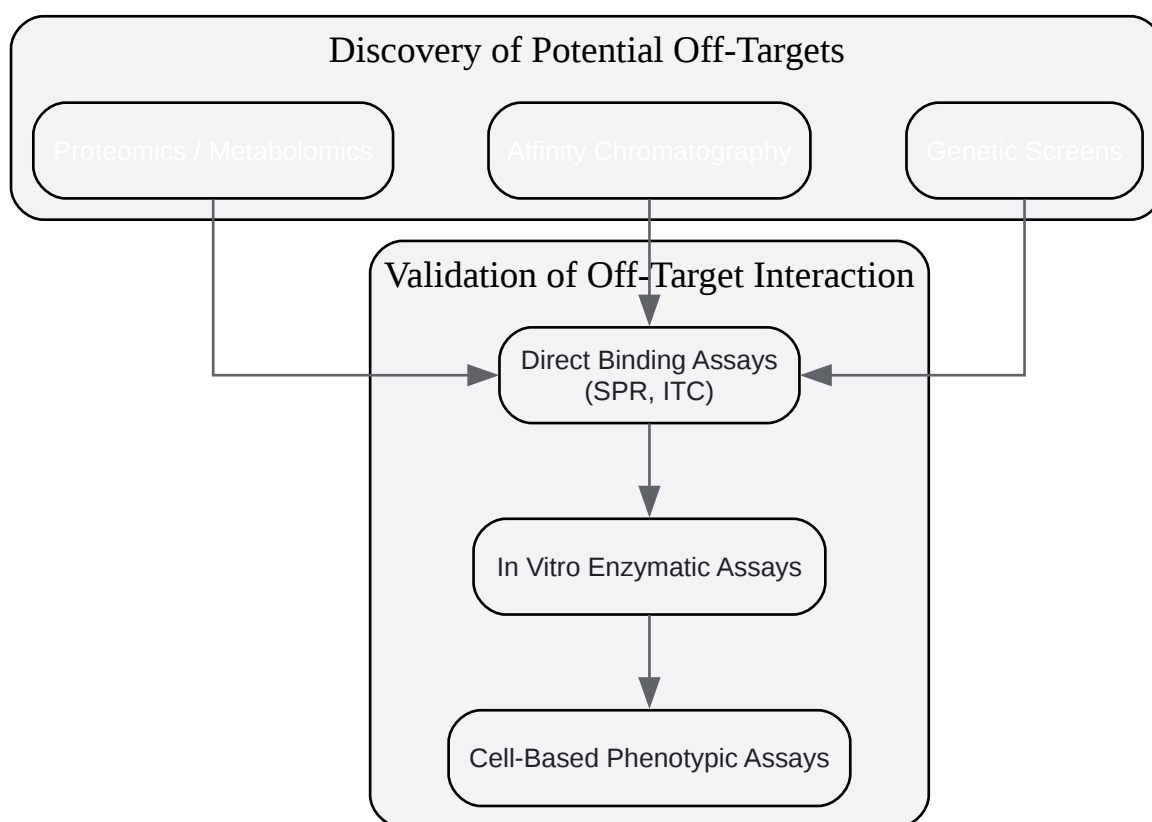 Discovery of Potential Off-Targets
Proteomics / Metabolomics
Affinity Chromatography
Genetic Screens
Validation of Off-Target Interaction
Direct Binding Assays
(SPR, ITC)
In Vitro Enzymatic Assays
Cell-Based Phenotypic Assays